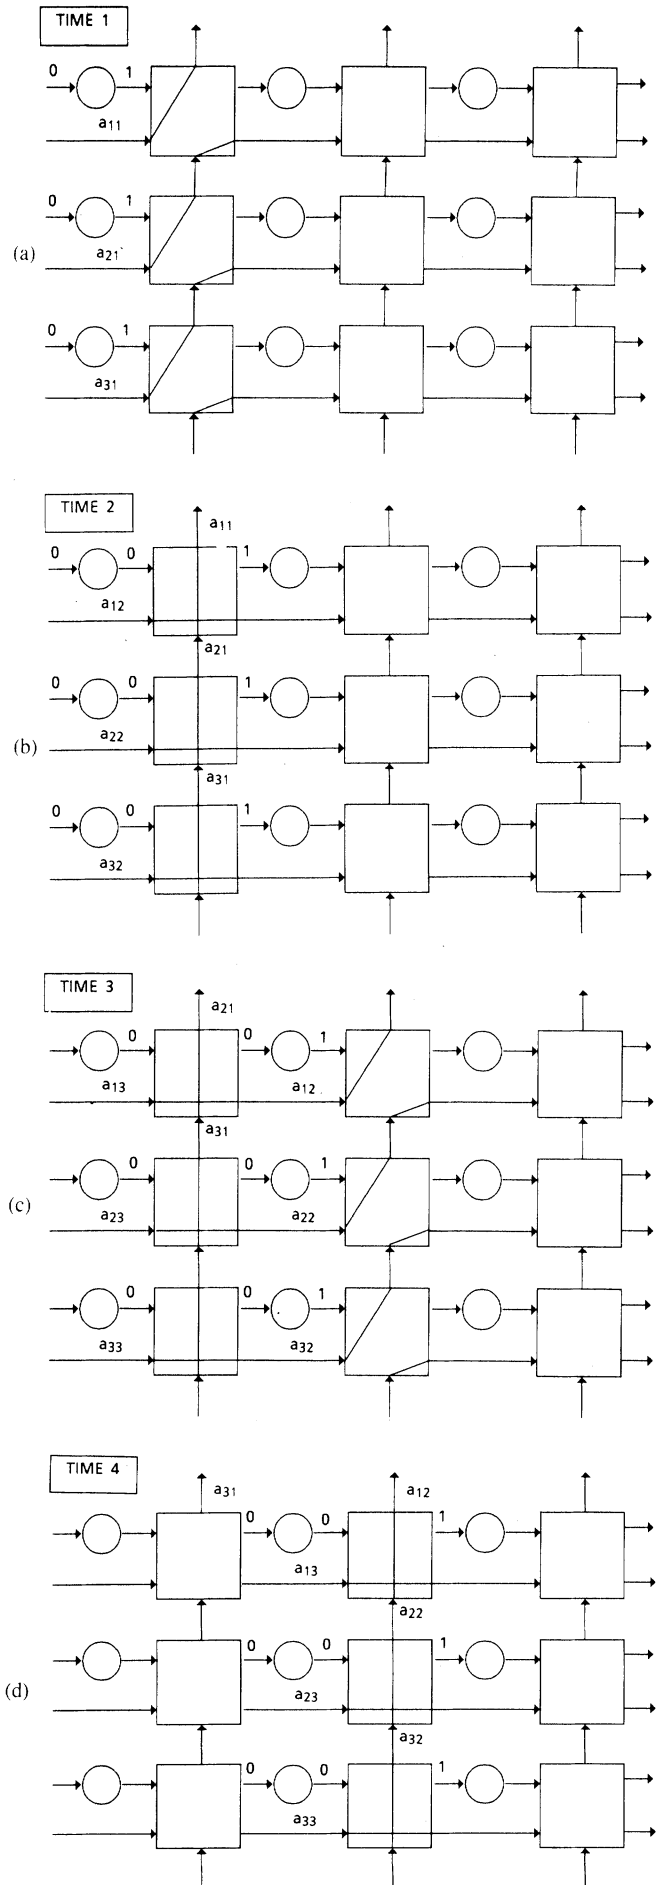 TIME 1
0 1
a11
0 1
(a) a21
0 1
a31
TIME 2
a11
0 0 1
a12
a21
0 0 1
(b) a22
a31
0 0 1
a32
TIME 3
a21
0 0 1
a13 a12
a31
0 0 1
(c) a23 a22
0 0 1
a33 a32
TIME 4
a31 a12
0 0 1
a13
a22
0 0 1
(d) a23
a32
0 0 1
a33